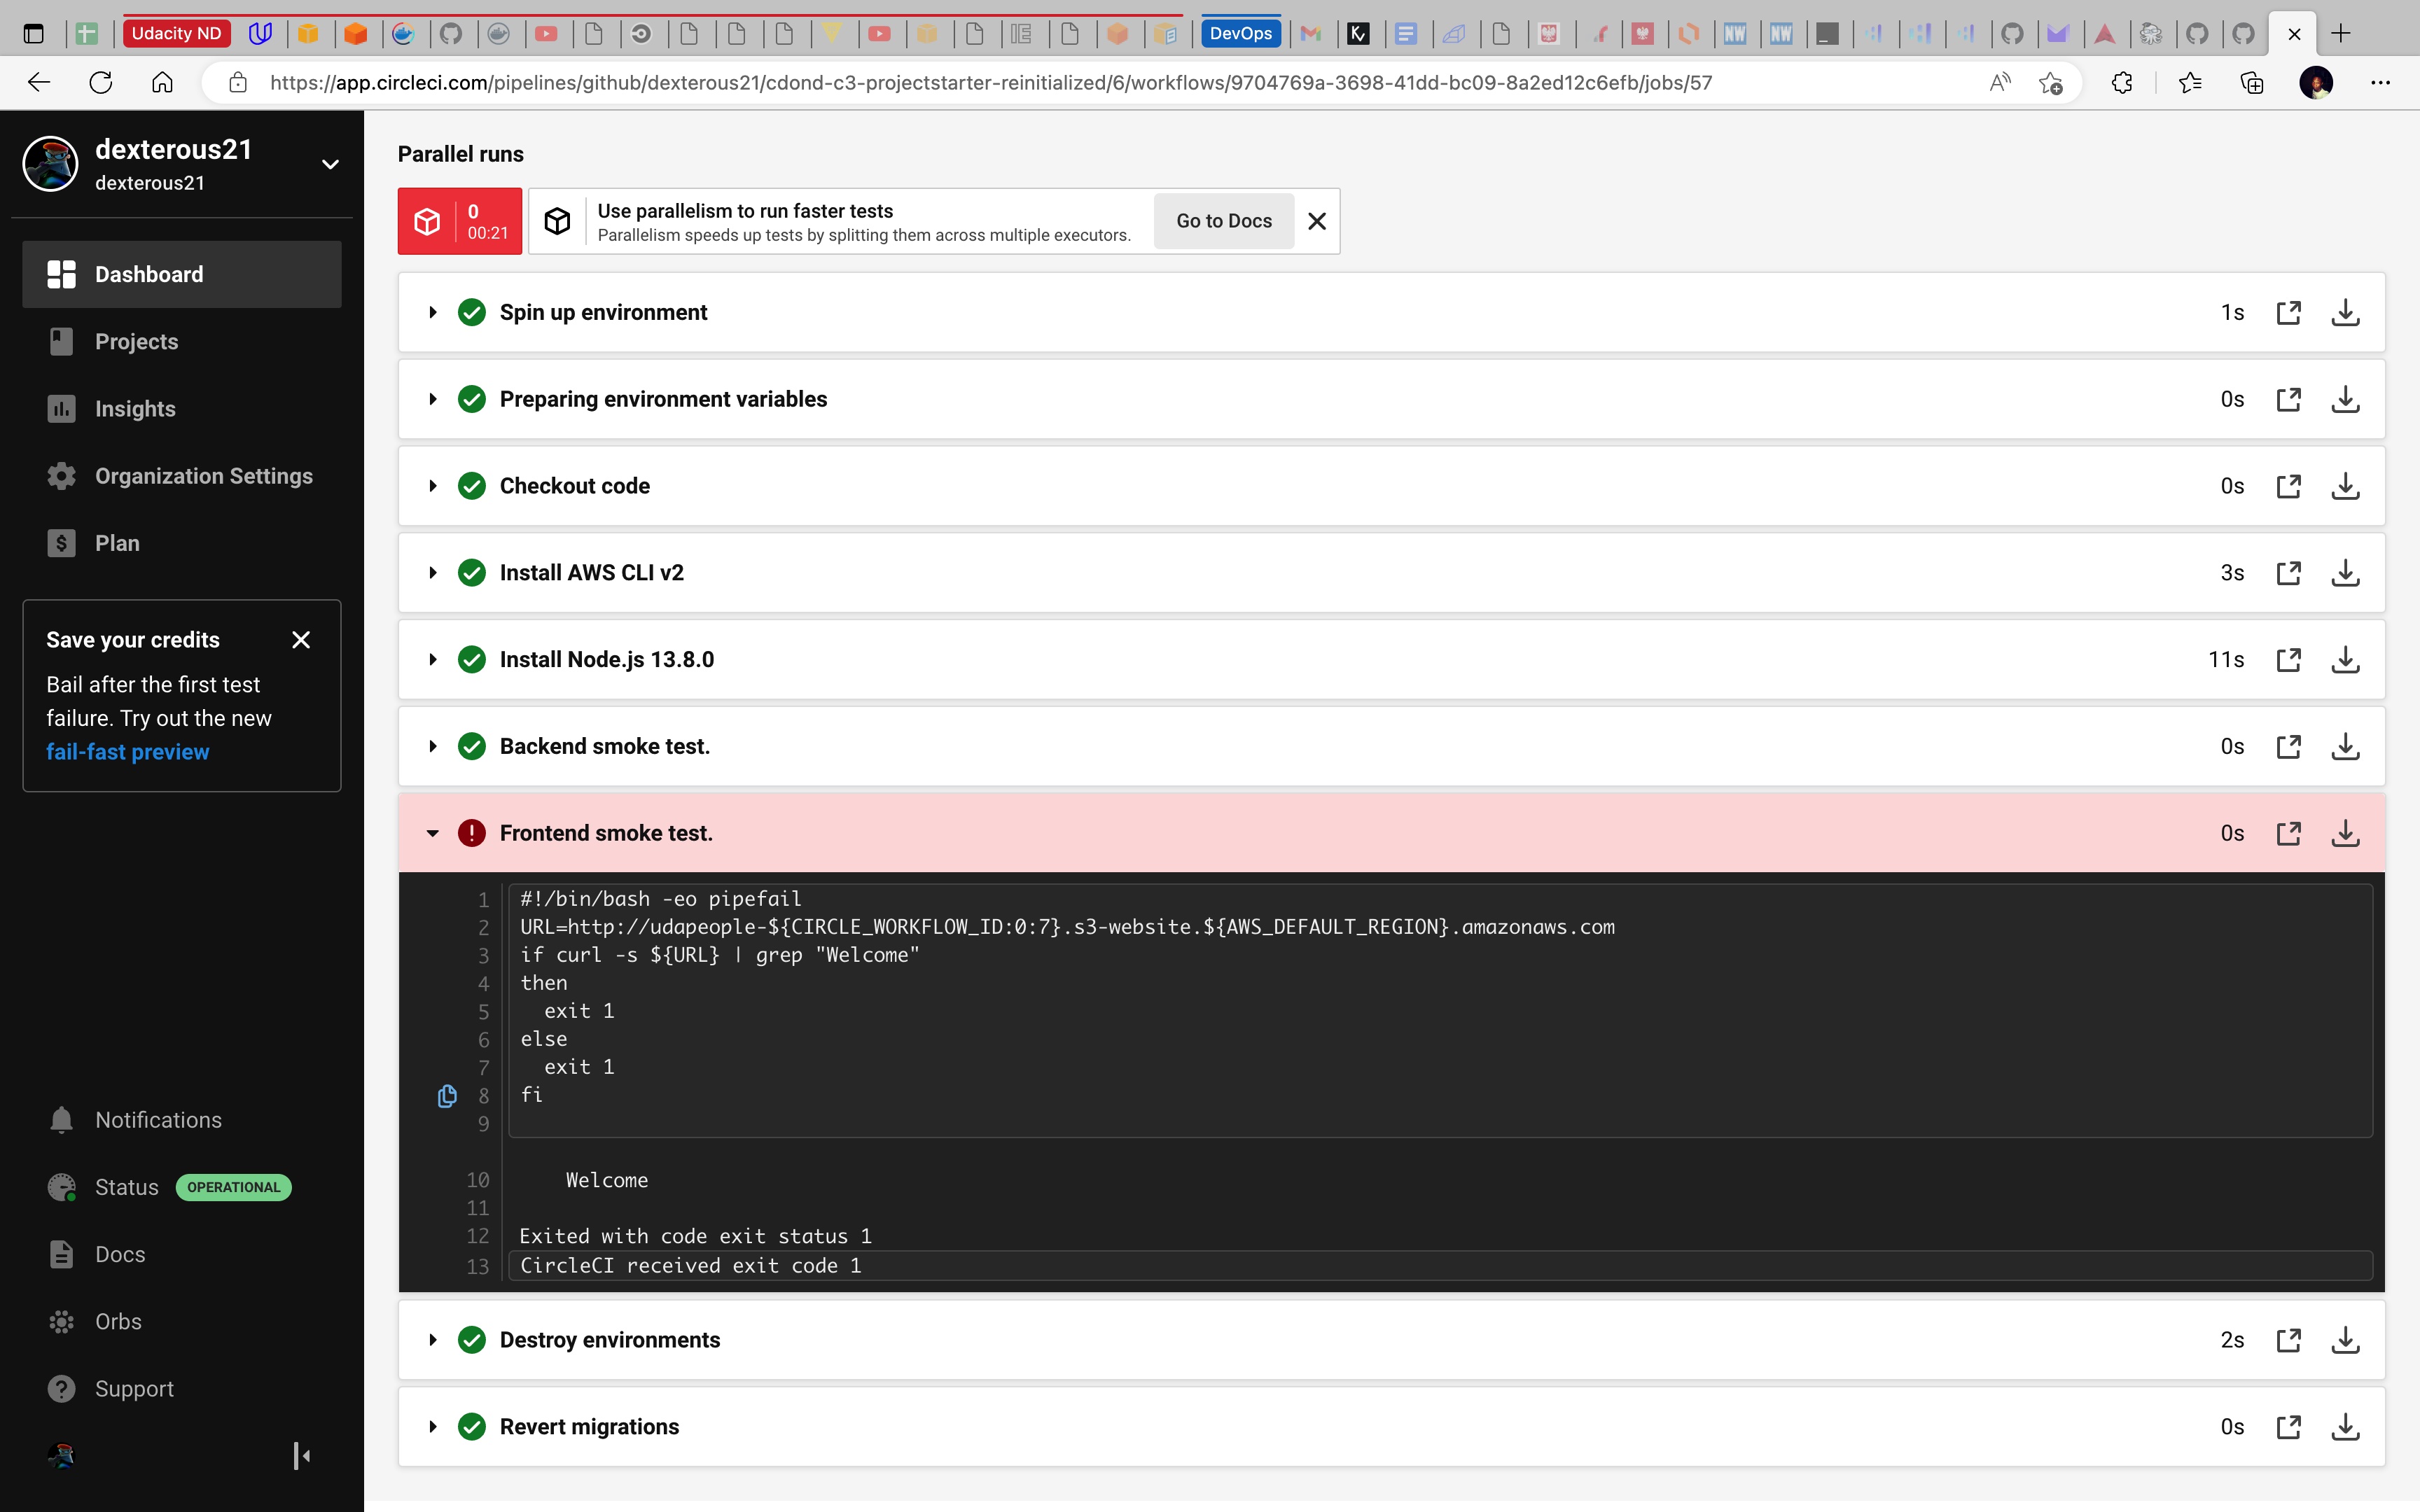 Udacity ND
DevOps
https://app.circleci.com/pipelines/github/dexterous21/cdond-c3-projectstarter-reinitialized/6/workflows/9704769a-3698-41dd-bc09-8a2ed12c6efb/jobs/57
dexterous21
dexterous21
Dashboard
Projects
Insights
Organization Settings
Plan
Save your credits
Bail after the first test
failure. Try out the new
fail-fast preview
Notifications
Status OPERATIONAL
Docs
Orbs
Support
Parallel runs
0
00:21
Use parallelism to run faster tests
Parallelism speeds up tests by splitting them across multiple executors.
Go to Docs
Spin up environment 1s
Preparing environment variables 0s
Checkout code 0s
Install AWS CLI v2 3s
Install Node.js 13.8.0 11s
Backend smoke test. 0s
Frontend smoke test. 0s
1 #!/bin/bash -eo pipefail
2 URL=http://udapeople-${CIRCLE_WORKFLOW_ID:0:7}.s3-website.${AWS_DEFAULT_REGION}.amazonaws.com
3 if curl -s ${URL} | grep "Welcome"
4 then
5 exit 1
6 else
7 exit 1
8 fi
9
10 Welcome
11
12 Exited with code exit status 1
13 CircleCI received exit code 1
Destroy environments 2s
Revert migrations 0s